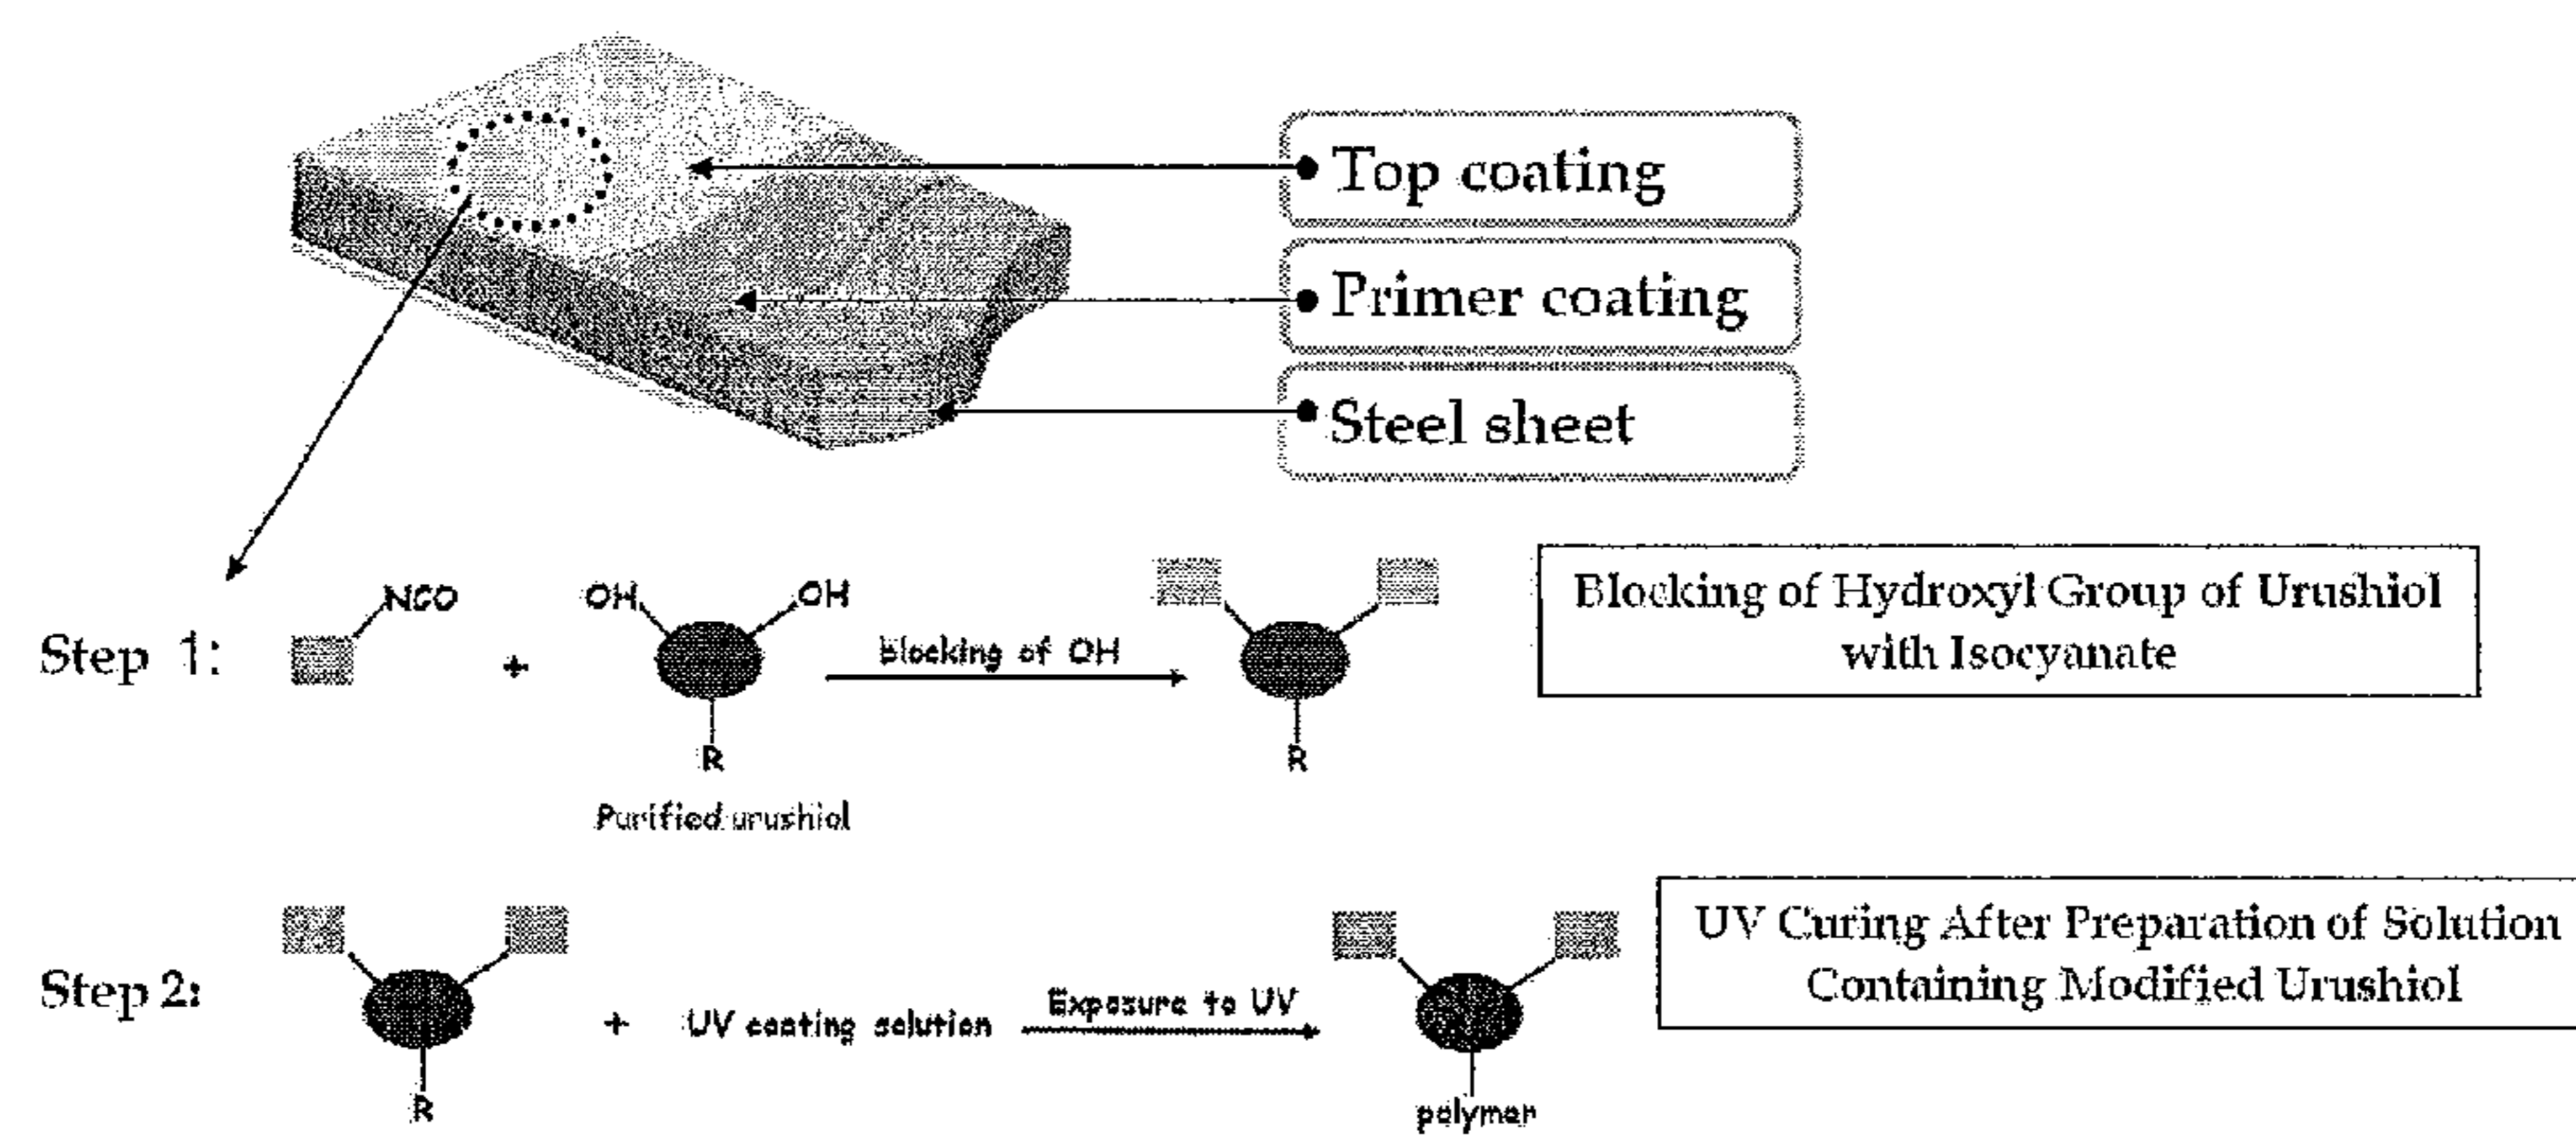 Top coating
Primer coating
Steel sheet
Step 1:
NCO
+
OH
OH
R
Purified urushiol
blocking of OH
R
Blocking of Hydroxyl Group of Urushiol
with Isocyanate
Step 2:
R
+
UV coating solution
Exposure to UV
polymer
UV Curing After Preparation of Solution
Containing Modified Urushiol